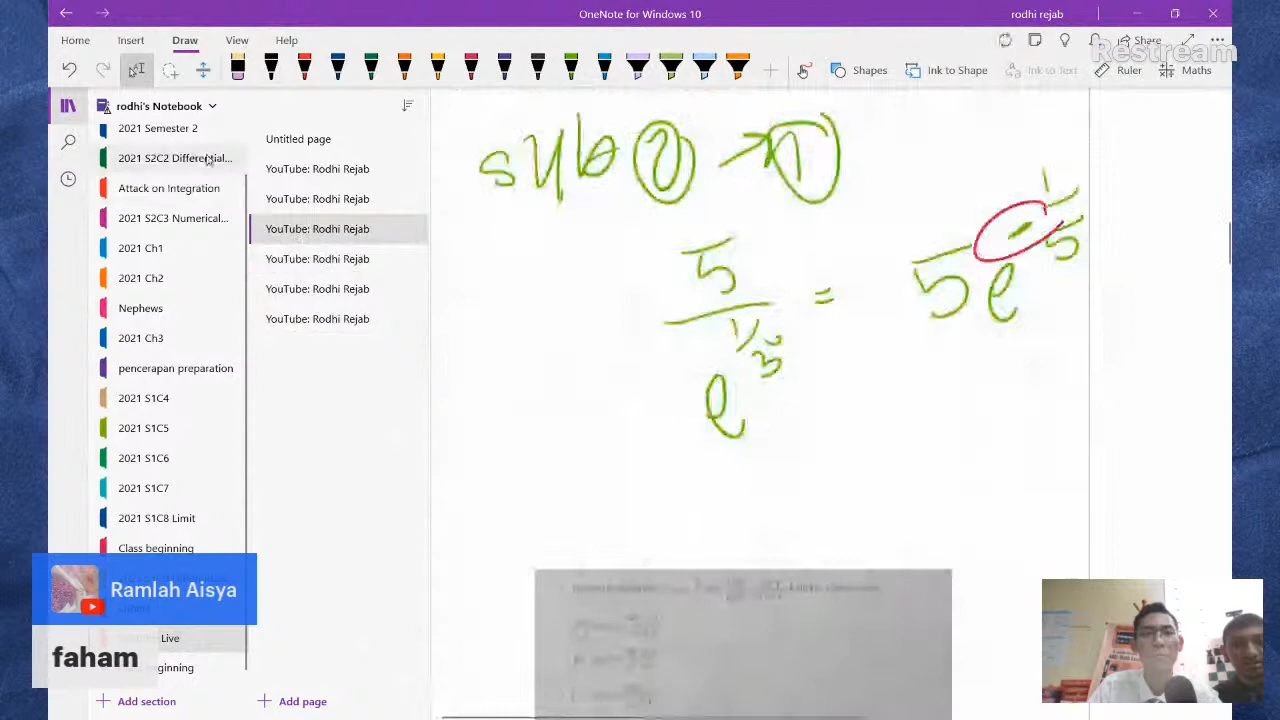 OneNote for Windows 10
rodhi rejab
Home
Insert
Draw
View
Help
Share
Restream
Shapes
Ink to Shape
Ink to Text
Ruler
Maths
rodhi's Notebook
2021 Semester 2
2021 S2C2 Differential...
Attack on Integration
2021 S2C3 Numerical...
2021 Ch1
2021 Ch2
Nephews
2021 Ch3
pencerapan preparation
2021 S1C4
2021 S1C5
2021 S1C6
2021 S1C7
2021 S1C8 Limit
Class beginning
Live
beginning
Add section
Untitled page
YouTube: Rodhi Rejab
YouTube: Rodhi Rejab
YouTube: Rodhi Rejab
YouTube: Rodhi Rejab
YouTube: Rodhi Rejab
YouTube: Rodhi Rejab
Add page
sub ② → ①
5/e^1/5 = 5e^-1/5
Ramlah Aisya
faham